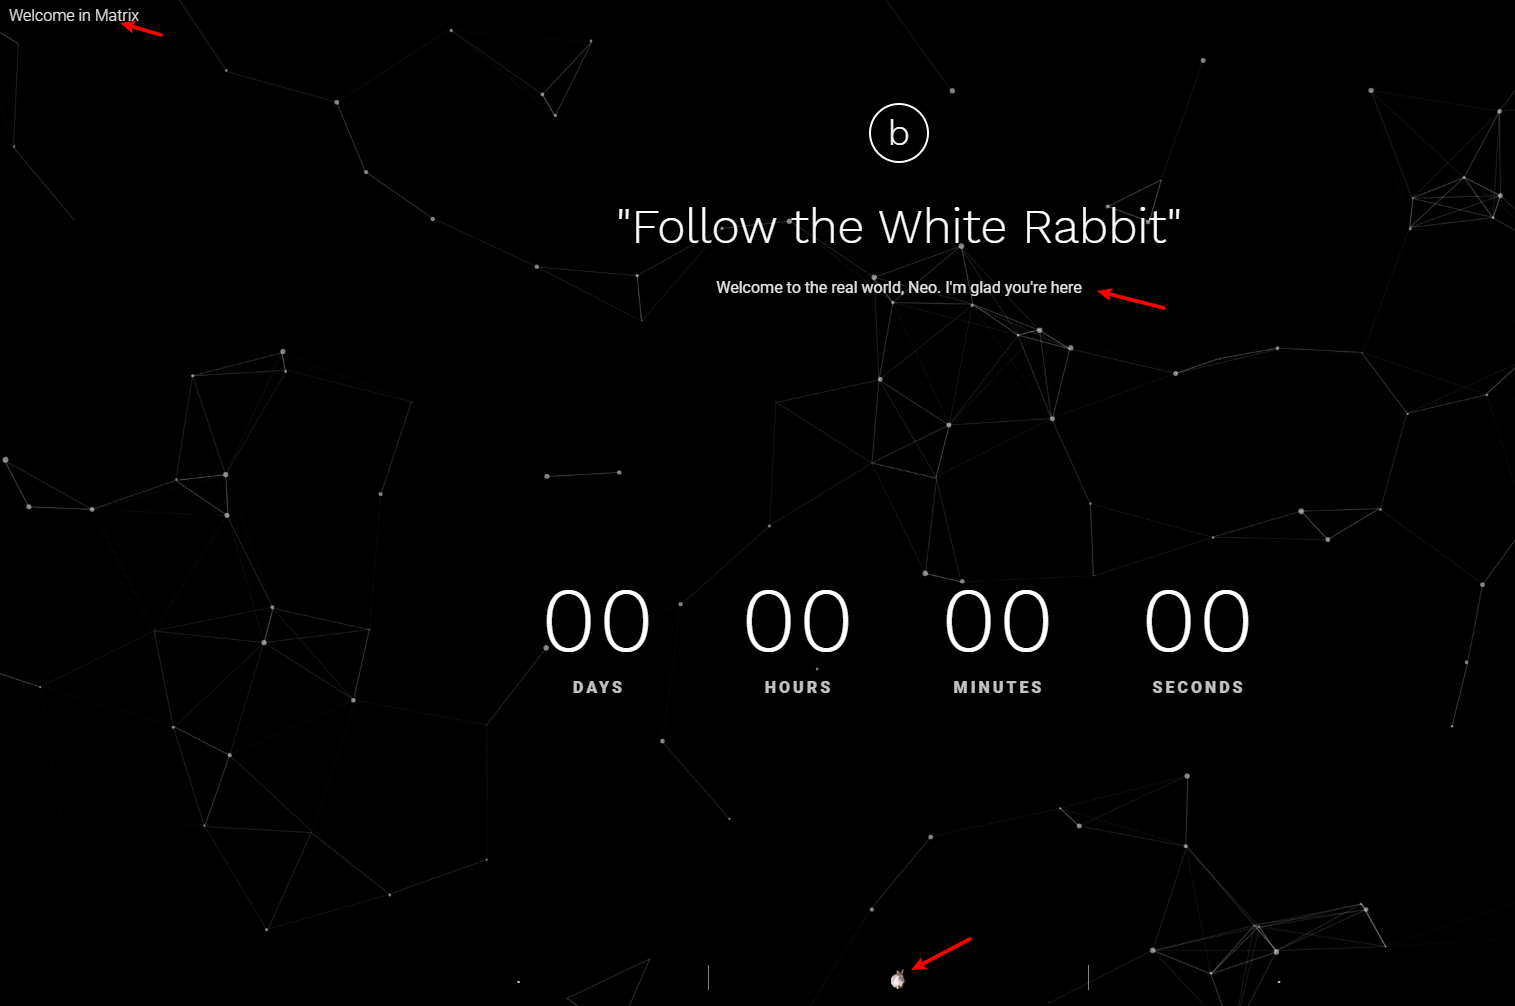 Welcome in Matrix
b
"Follow the White Rabbit"
Welcome to the real world, Neo. I'm glad you're here
00 00 00 00
DAYS HOURS MINUTES SECONDS